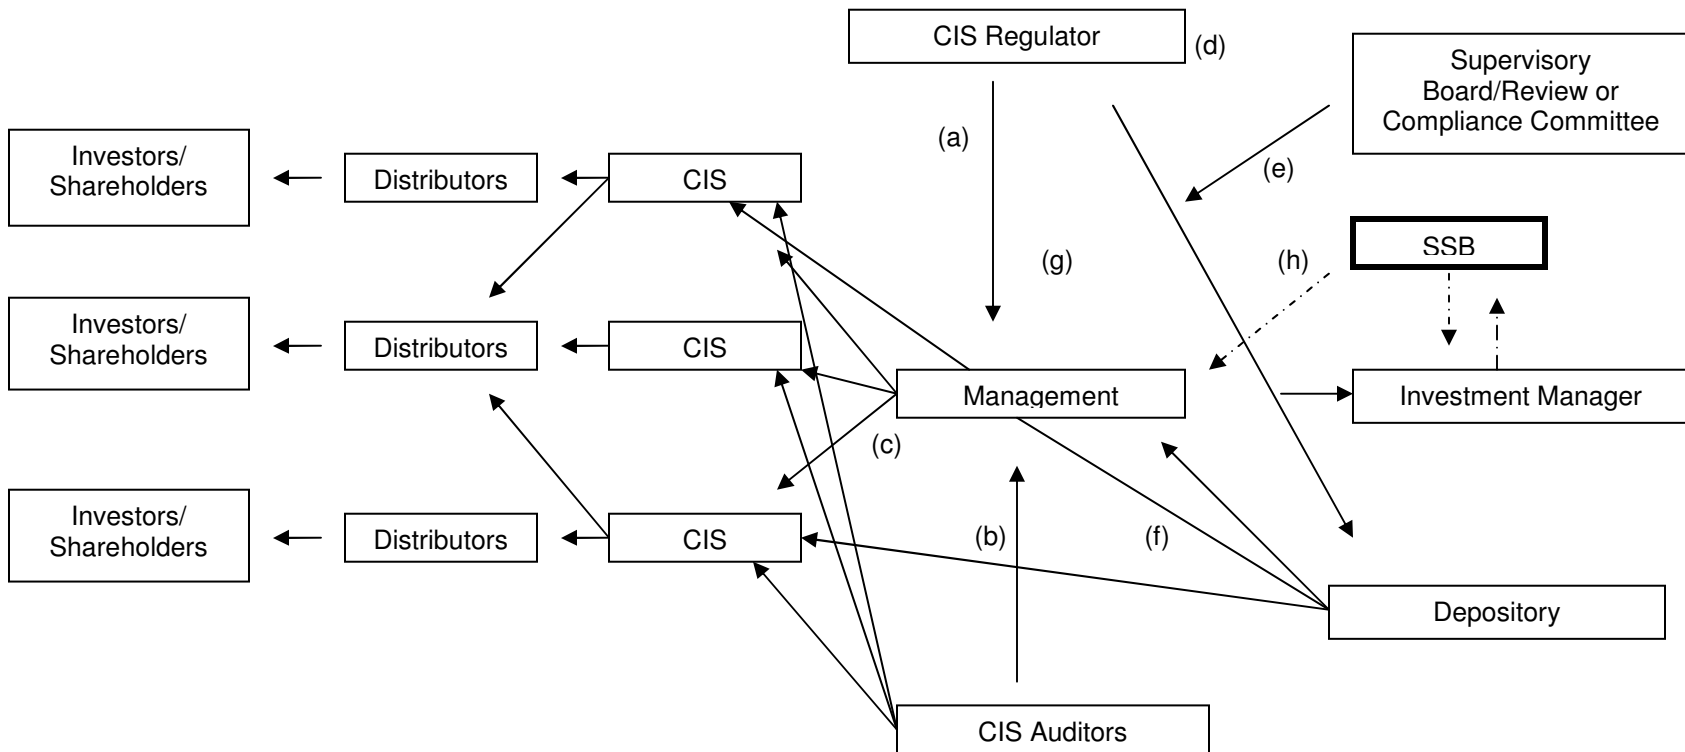 CIS Regulator
(d)
Supervisory
Board/Review or
Compliance Committee
(a)
(e)
Investors/
Shareholders
Distributors
CIS
SSB
(g)
(h)
Investors/
Shareholders
Distributors
CIS
Management
Investment Manager
(c)
Investors/
Shareholders
Distributors
CIS
(b)
(f)
Depository
CIS Auditors